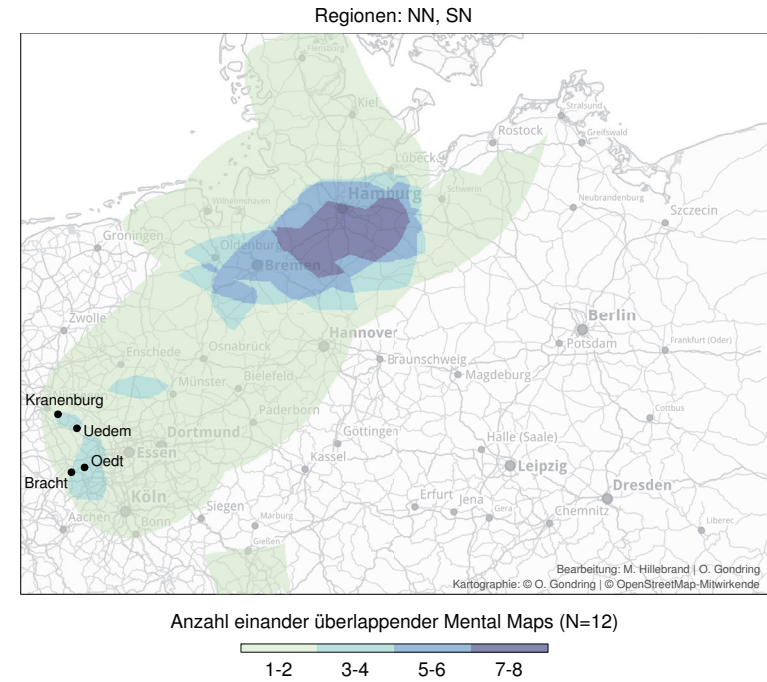 Regionen: NN, SN
Flensburg
Kiel
Stralsund
Rostock
Greifswald
Lübeck
Hamburg
Schwerin
Wilhelmshaven
Neubrandenburg
Szczecin
Groningen
Oldenburg
Bremen
Zwolle
Berlin
Hannover
Potsdam
Frankfurt (Oder)
Enschede
Osnabrück
Braunschweig
Magdeburg
Bielefeld
Münster
Kranenburg
Paderborn
Cottbus
Uedem
Dortmund
Göttingen
Halle (Saale)
Essen
Kassel
Leipzig
Oedt
Bracht
Dresden
Köln
Erfurt
Jena
Gera
Chemnitz
Aachen
Bonn
Siegen
Marburg
Liberec
Gießen
Bearbeitung: M. Hillebrand | O. Gondring
Kartographie: © O. Gondring | © OpenStreetMap-Mitwirkende
Anzahl einander überlappender Mental Maps (N=12)
1-2 3-4 5-6 7-8